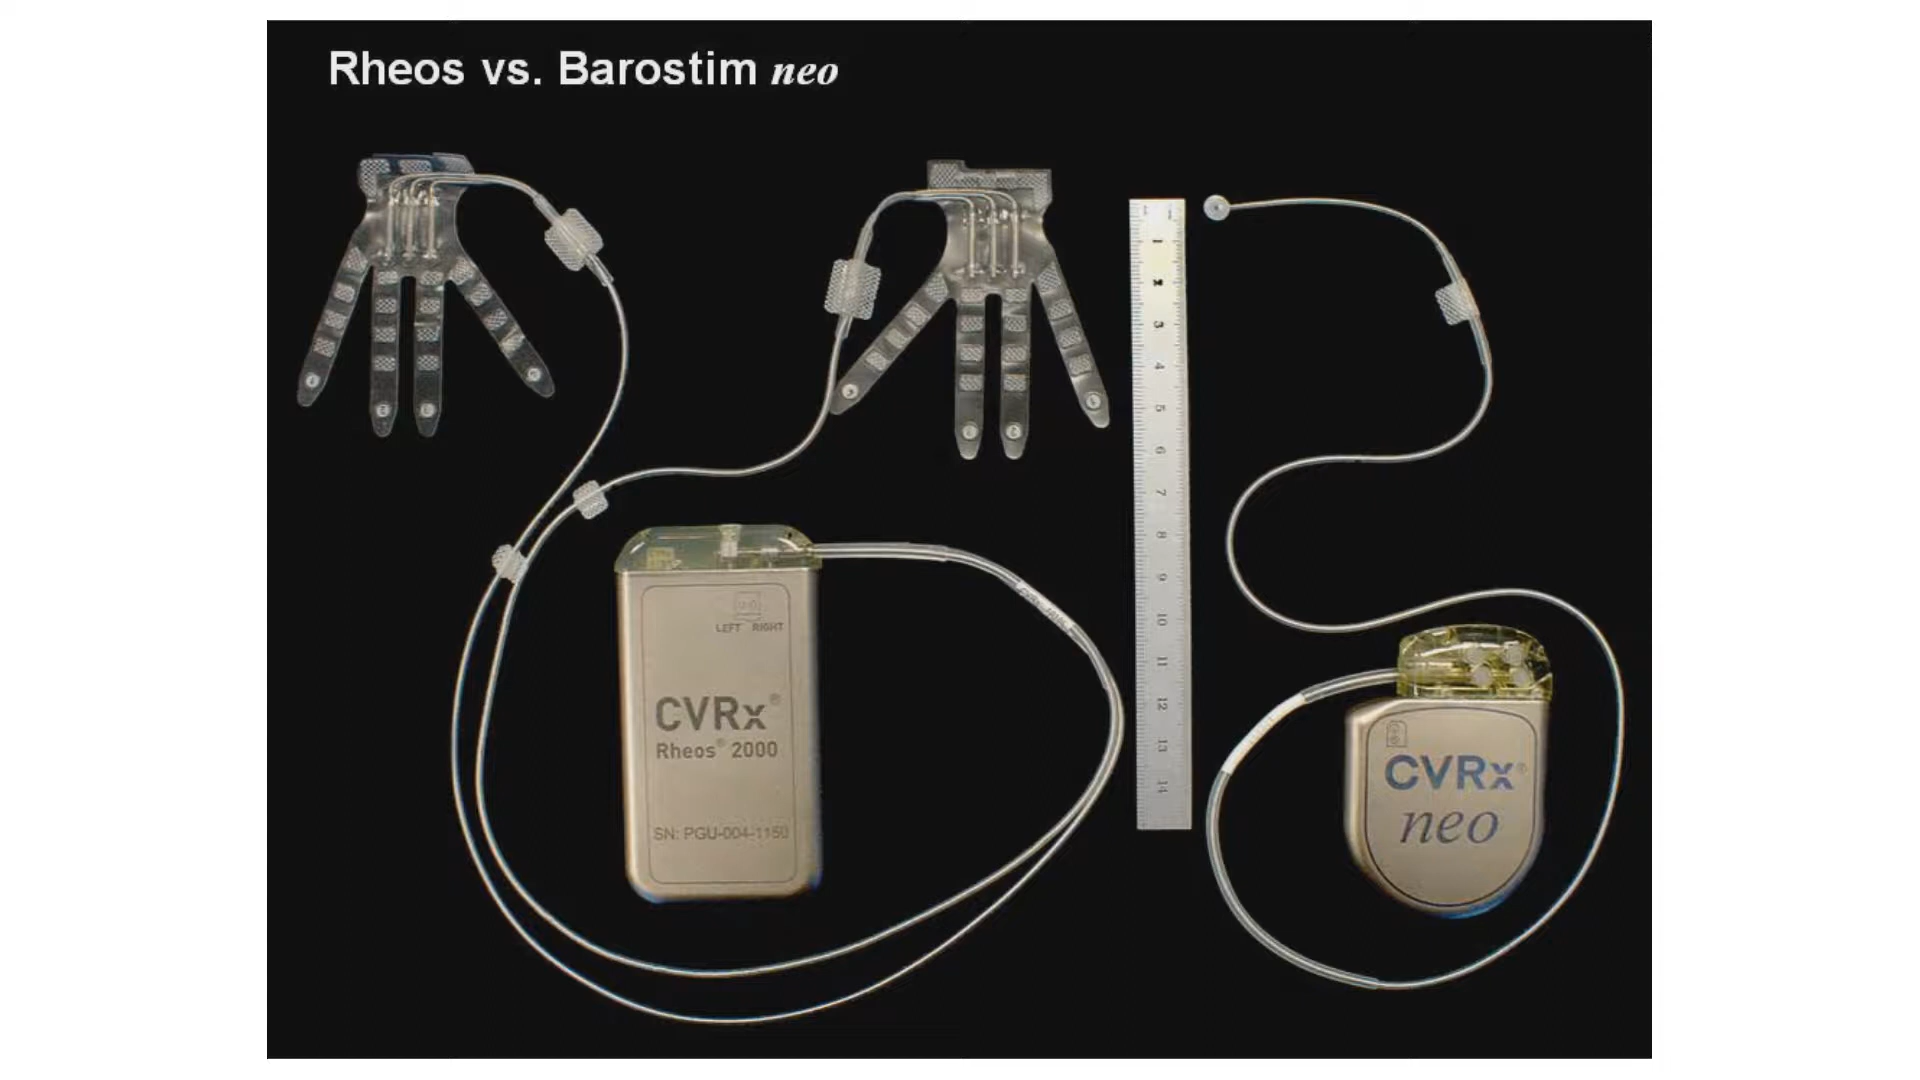 Rheos vs. Barostim neo
1
2
3
4
5
6
7
8
9
10
11
12
13
14
LEFT RIGHT
CVRx®
Rheos® 2000
SN: PGU-004-1150
CVRx®
neo